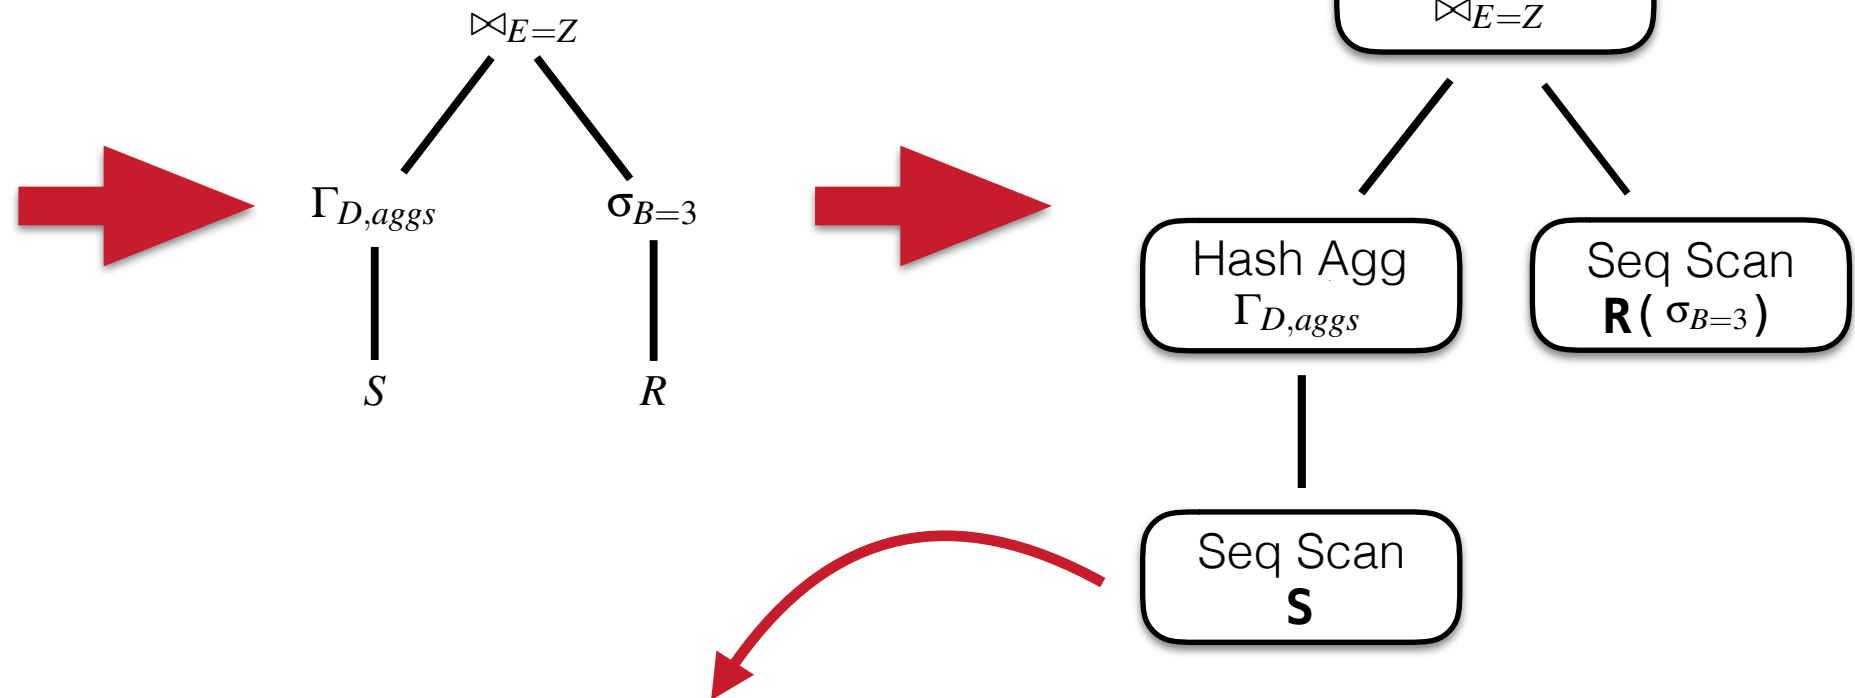 ⋈E=Z
ΓD,aggs
σB=3
S
R
⋈E=Z
Hash Agg
ΓD,aggs
Seq Scan
R( σB=3)
Seq Scan
S